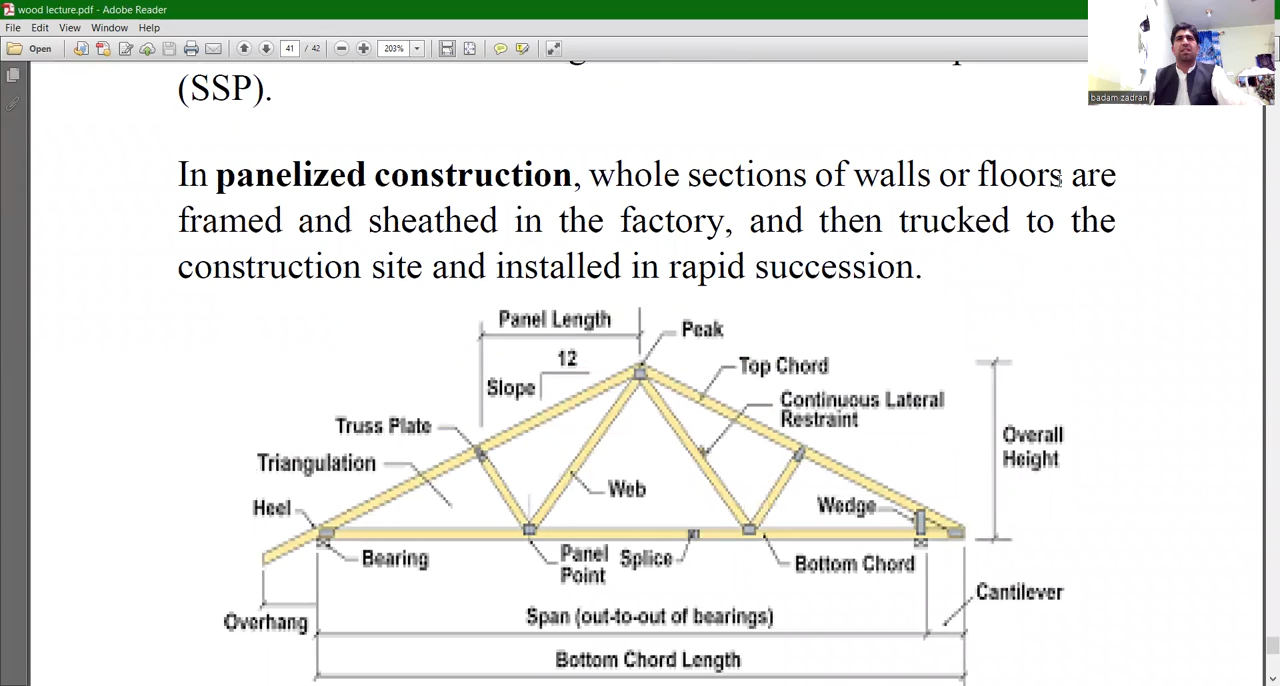 wood lecture.pdf - Adobe Reader
File Edit View Window Help
Open 41 / 42 203%
badam zadran
(SSP).
In panelized construction, whole sections of walls or floors are
framed and sheathed in the factory, and then trucked to the
construction site and installed in rapid succession.
Panel Length
Peak
12
Slope
Top Chord
Continuous Lateral
Restraint
Truss Plate
Overall
Height
Triangulation
Web
Heel
Wedge
Bearing
Panel
Point
Splice
Bottom Chord
Cantilever
Overhang
Span (out-to-out of bearings)
Bottom Chord Length